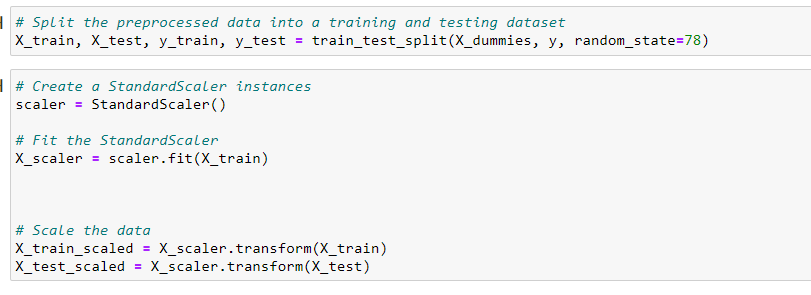 # Split the preprocessed data into a training and testing dataset
X_train, X_test, y_train, y_test = train_test_split(X_dummies, y, random_state=78)
# Create a StandardScaler instances
scaler = StandardScaler()
# Fit the StandardScaler
X_scaler = scaler.fit(X_train)
# Scale the data
X_train_scaled = X_scaler.transform(X_train)
X_test_scaled = X_scaler.transform(X_test)